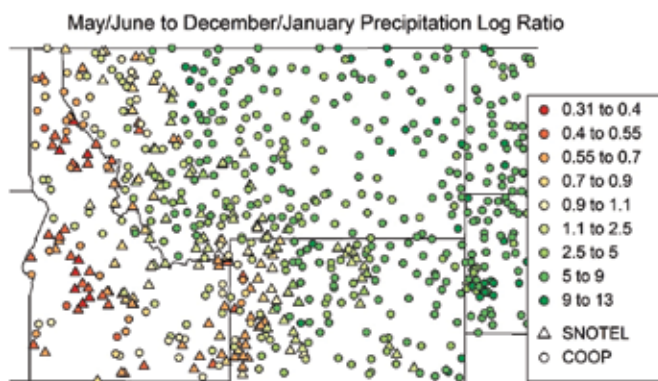 May/June to December/January Precipitation Log Ratio
0.31 to 0.4
0.4 to 0.55
0.55 to 0.7
0.7 to 0.9
0.9 to 1.1
1.1 to 2.5
2.5 to 5
5 to 9
9 to 13
SNOTEL
COOP